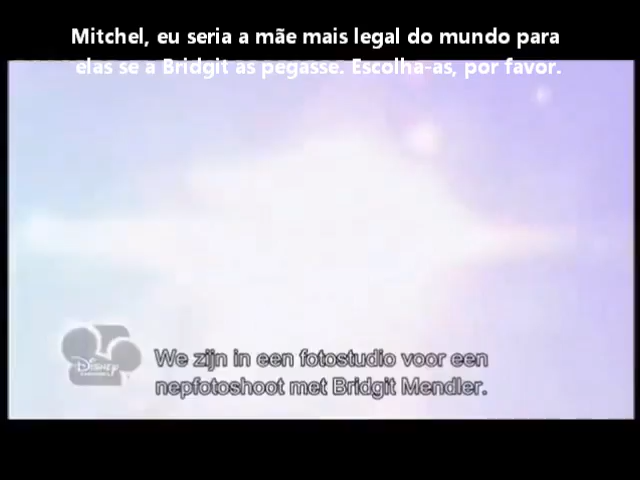 Mitchel, eu seria a mãe mais legal do mundo para
elas se a Bridgit as pegasse. Escolha-as, por favor.
Disney
CHANNEL
We zijn in een fotostudio voor een
nepfotoshoot met Bridgit Mendler.